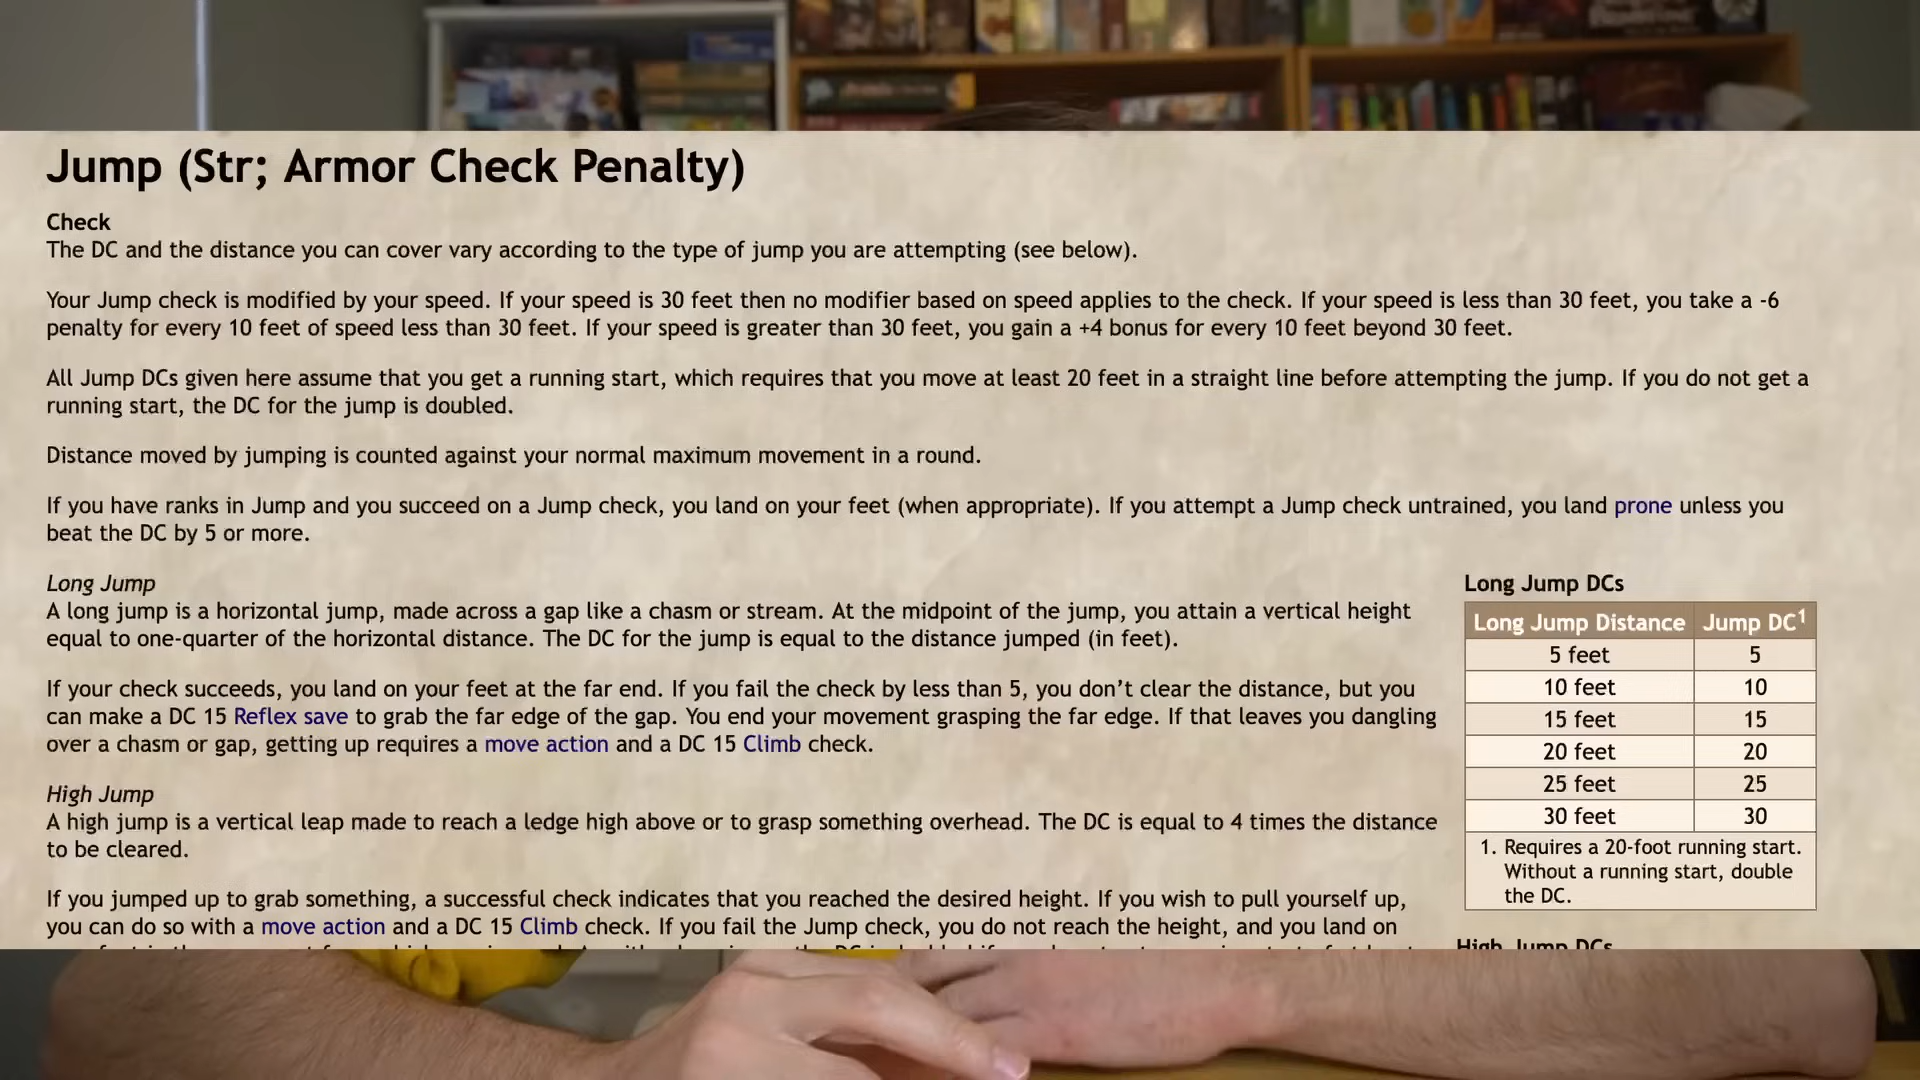 Jump (Str; Armor Check Penalty)
Check
The DC and the distance you can cover vary according to the type of jump you are attempting (see below).
Your Jump check is modified by your speed. If your speed is 30 feet then no modifier based on speed applies to the check. If your speed is less than 30 feet, you take a -6
penalty for every 10 feet of speed less than 30 feet. If your speed is greater than 30 feet, you gain a +4 bonus for every 10 feet beyond 30 feet.
All Jump DCs given here assume that you get a running start, which requires that you move at least 20 feet in a straight line before attempting the jump. If you do not get a
running start, the DC for the jump is doubled.
Distance moved by jumping is counted against your normal maximum movement in a round.
If you have ranks in Jump and you succeed on a Jump check, you land on your feet (when appropriate). If you attempt a Jump check untrained, you land prone unless you
beat the DC by 5 or more.
Long Jump
A long jump is a horizontal jump, made across a gap like a chasm or stream. At the midpoint of the jump, you attain a vertical height
equal to one-quarter of the horizontal distance. The DC for the jump is equal to the distance jumped (in feet).
If your check succeeds, you land on your feet at the far end. If you fail the check by less than 5, you don’t clear the distance, but you
can make a DC 15 Reflex save to grab the far edge of the gap. You end your movement grasping the far edge. If that leaves you dangling
over a chasm or gap, getting up requires a move action and a DC 15 Climb check.
High Jump
A high jump is a vertical leap made to reach a ledge high above or to grasp something overhead. The DC is equal to 4 times the distance
to be cleared.
If you jumped up to grab something, a successful check indicates that you reached the desired height. If you wish to pull yourself up,
you can do so with a move action and a DC 15 Climb check. If you fail the Jump check, you do not reach the height, and you land on
Long Jump DCs
Long Jump Distance Jump DC1
5 feet 5
10 feet 10
15 feet 15
20 feet 20
25 feet 25
30 feet 30
1. Requires a 20-foot running start.
Without a running start, double
the DC.
High Jump DCs